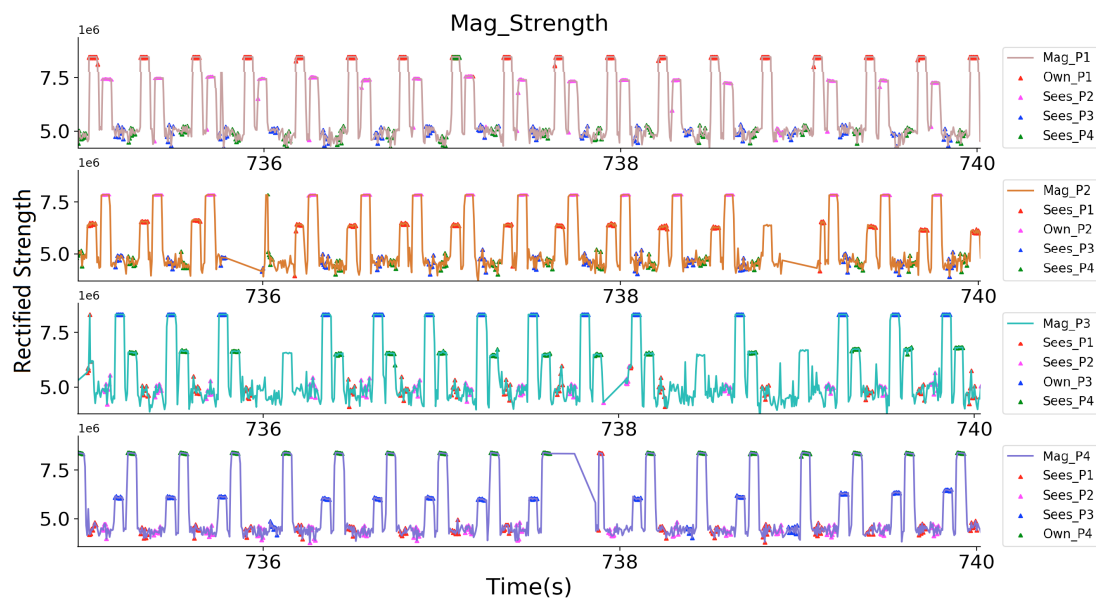 Mag_Strength
1e6
7.5
5.0
736
738
740
Mag_P1
Own_P1
Sees_P2
Sees_P3
Sees_P4
1e6
7.5
5.0
736
738
740
Mag_P2
Sees_P1
Own_P2
Sees_P3
Sees_P4
1e6
7.5
5.0
736
738
740
Mag_P3
Sees_P1
Sees_P2
Own_P3
Sees_P4
1e6
7.5
5.0
736
738
740
Mag_P4
Sees_P1
Sees_P2
Sees_P3
Own_P4
Rectified Strength
Time(s)